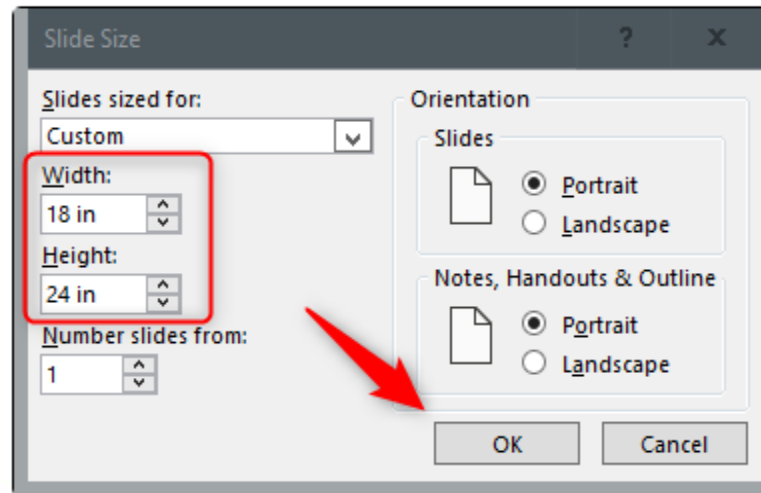 Slide Size ? X
Slides sized for:
Custom
Width:
18 in
Height:
24 in
Number slides from:
1
Orientation
Slides
Portrait
Landscape
Notes, Handouts & Outline
Portrait
Landscape
OK Cancel